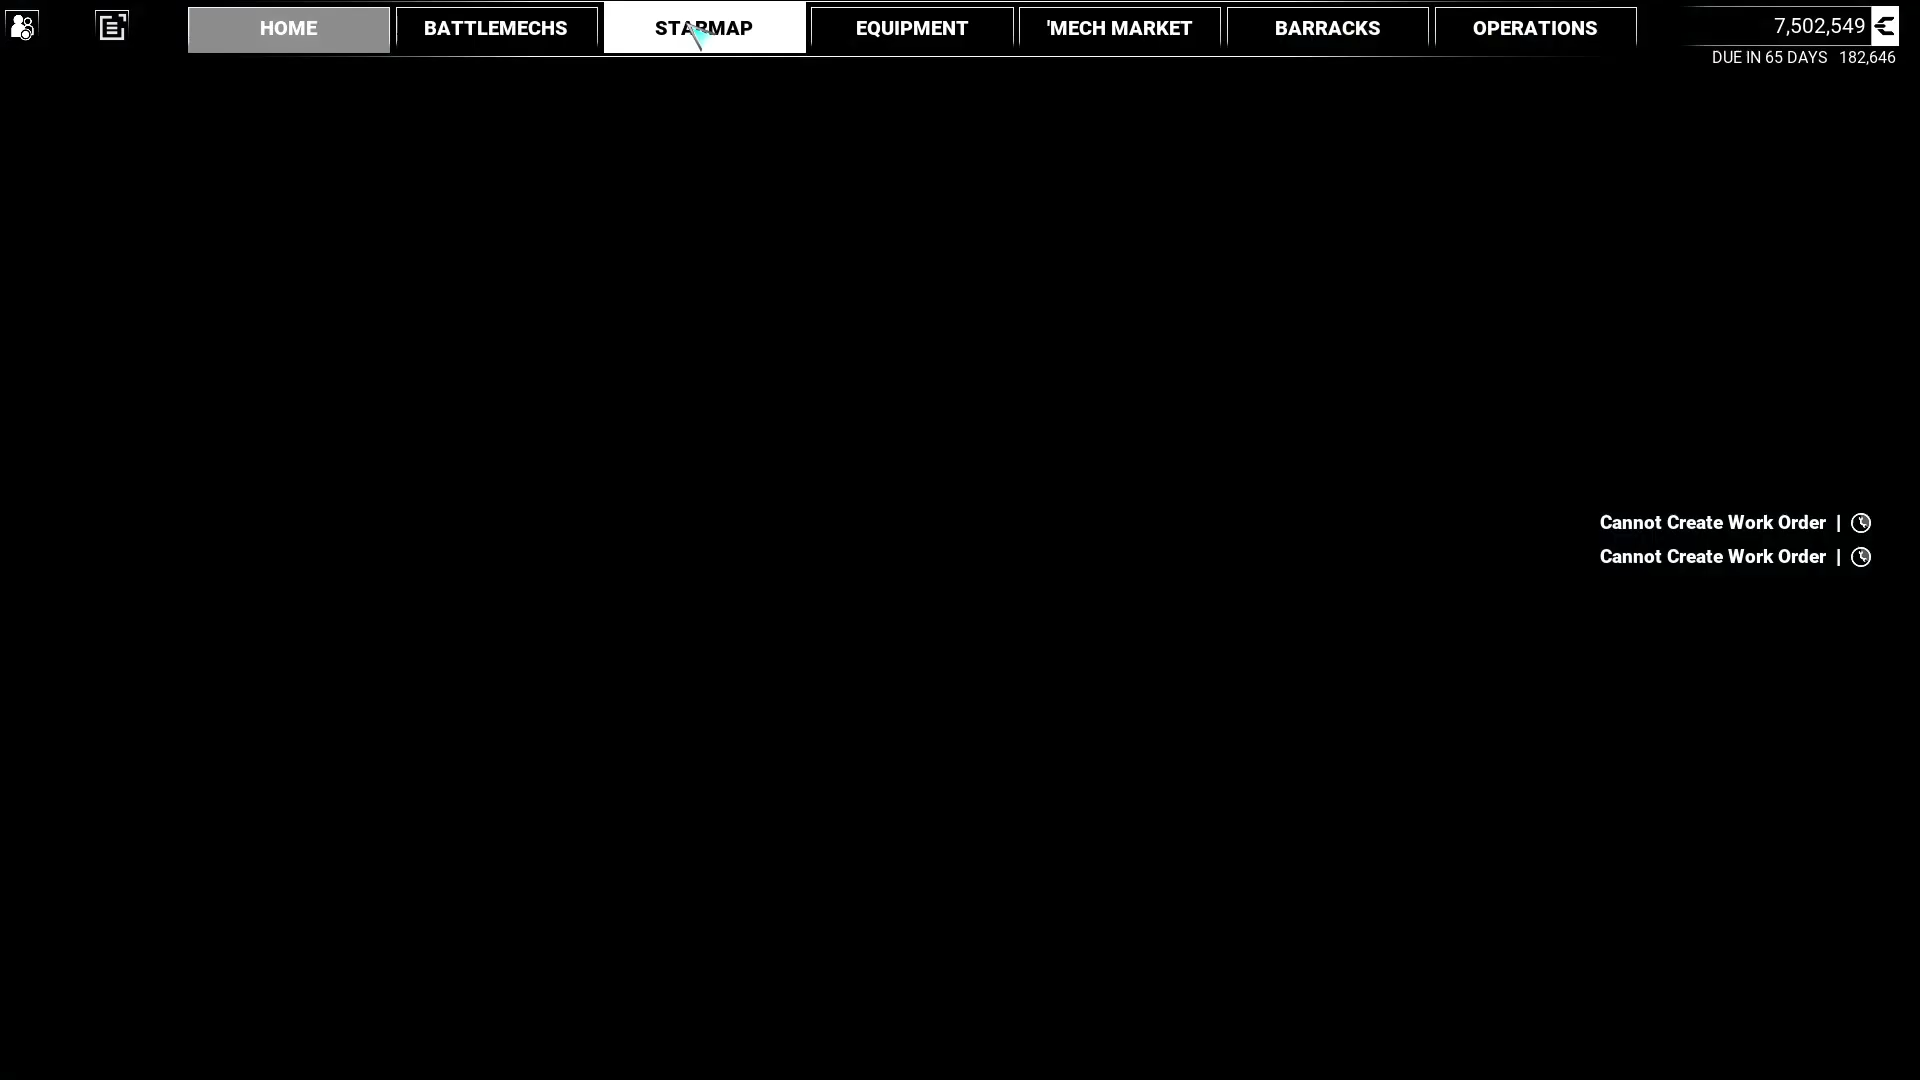 HOME
BATTLEMECHS
STARMAP
EQUIPMENT
'MECH MARKET
BARRACKS
OPERATIONS
7,502,549
DUE IN 65 DAYS 182,646
Cannot Create Work Order |
Cannot Create Work Order |